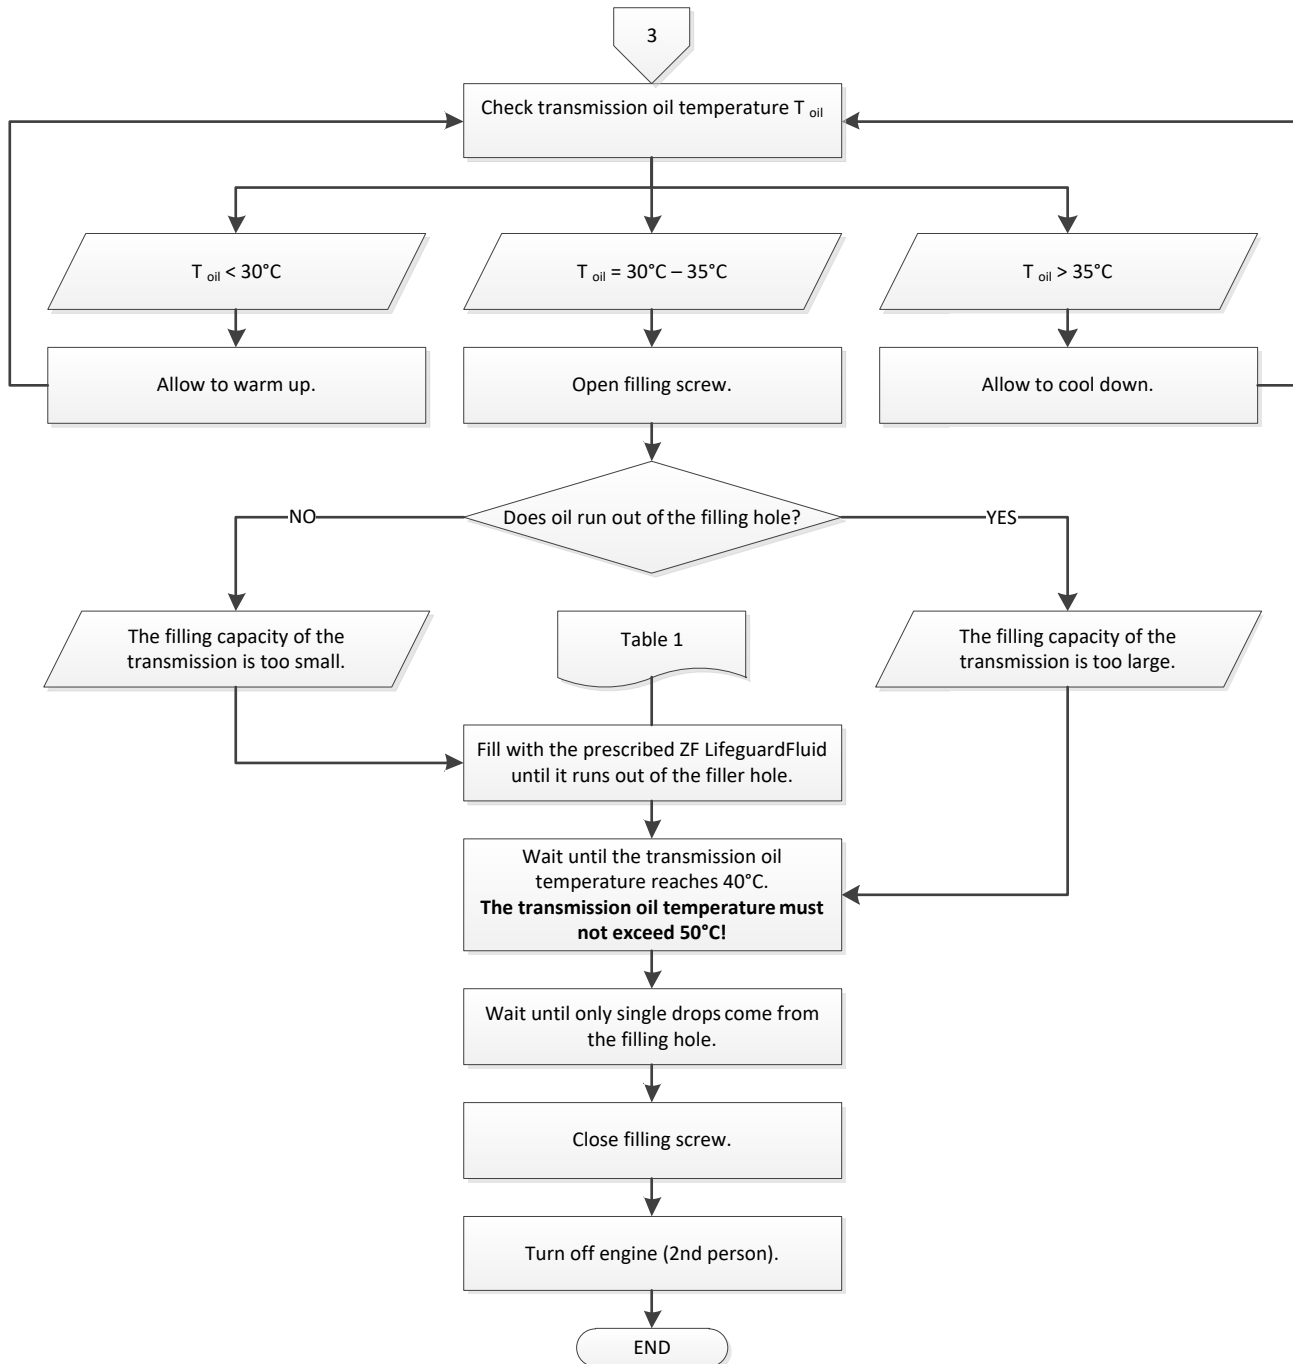 3
Check transmission oil temperature T oil
T oil < 30°C
T oil = 30°C – 35°C
T oil > 35°C
Allow to warm up.
Open filling screw.
Allow to cool down.
NO
Does oil run out of the filling hole?
YES
The filling capacity of the
transmission is too small.
Table 1
The filling capacity of the
transmission is too large.
Fill with the prescribed ZF LifeguardFluid
until it runs out of the filler hole.
Wait until the transmission oil
temperature reaches 40°C.
The transmission oil temperature must
not exceed 50°C!
Wait until only single drops come from
the filling hole.
Close filling screw.
Turn off engine (2nd person).
END